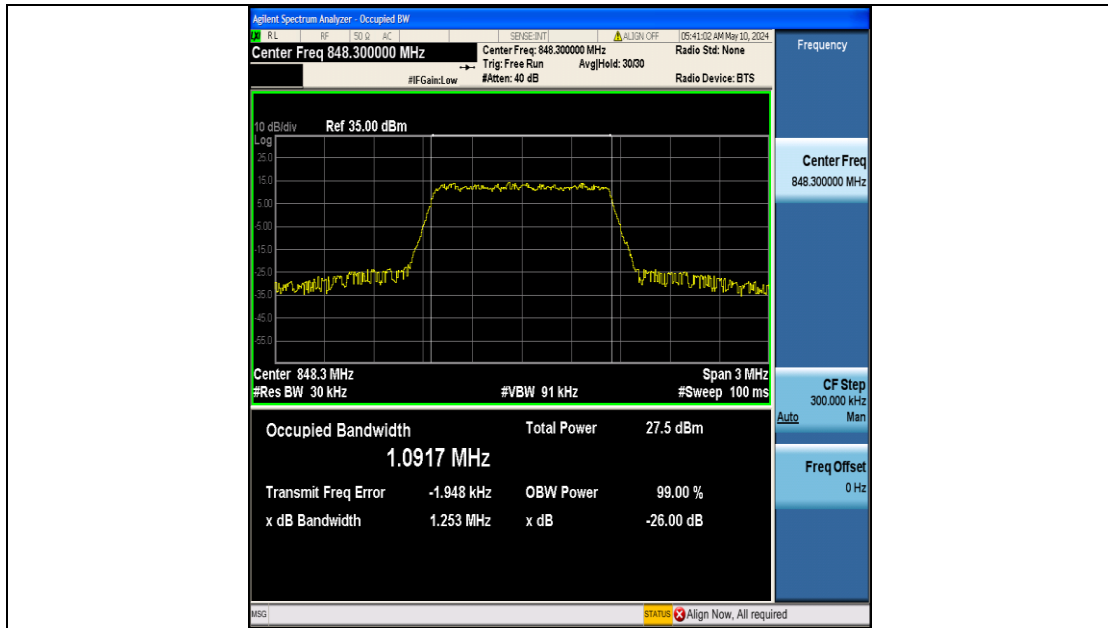 Agilent Spectrum Analyzer - Occupied BW
RL RF 50 Ω AC SENSE:INT ALIGN OFF 05:41:02 AM May 10, 2024
Center Freq 848.300000 MHz
Center Freq: 848.300000 MHz Radio Std: None
Trig: Free Run Avg|Hold: 30/30
#IFGain:Low #Atten: 40 dB Radio Device: BTS
10 dB/div Ref 35.00 dBm
Log
25.0
15.0
5.00
-5.00
-15.0
-25.0
-35.0
-45.0
-55.0
Center 848.3 MHz Span 3 MHz
#Res BW 30 kHz #VBW 91 kHz #Sweep 100 ms
Occupied Bandwidth Total Power 27.5 dBm
1.0917 MHz
Transmit Freq Error -1.948 kHz OBW Power 99.00 %
x dB Bandwidth 1.253 MHz x dB -26.00 dB
Frequency
Center Freq
848.300000 MHz
CF Step
300.000 kHz
Auto Man
Freq Offset
0 Hz
MSG STATUS Align Now, All required